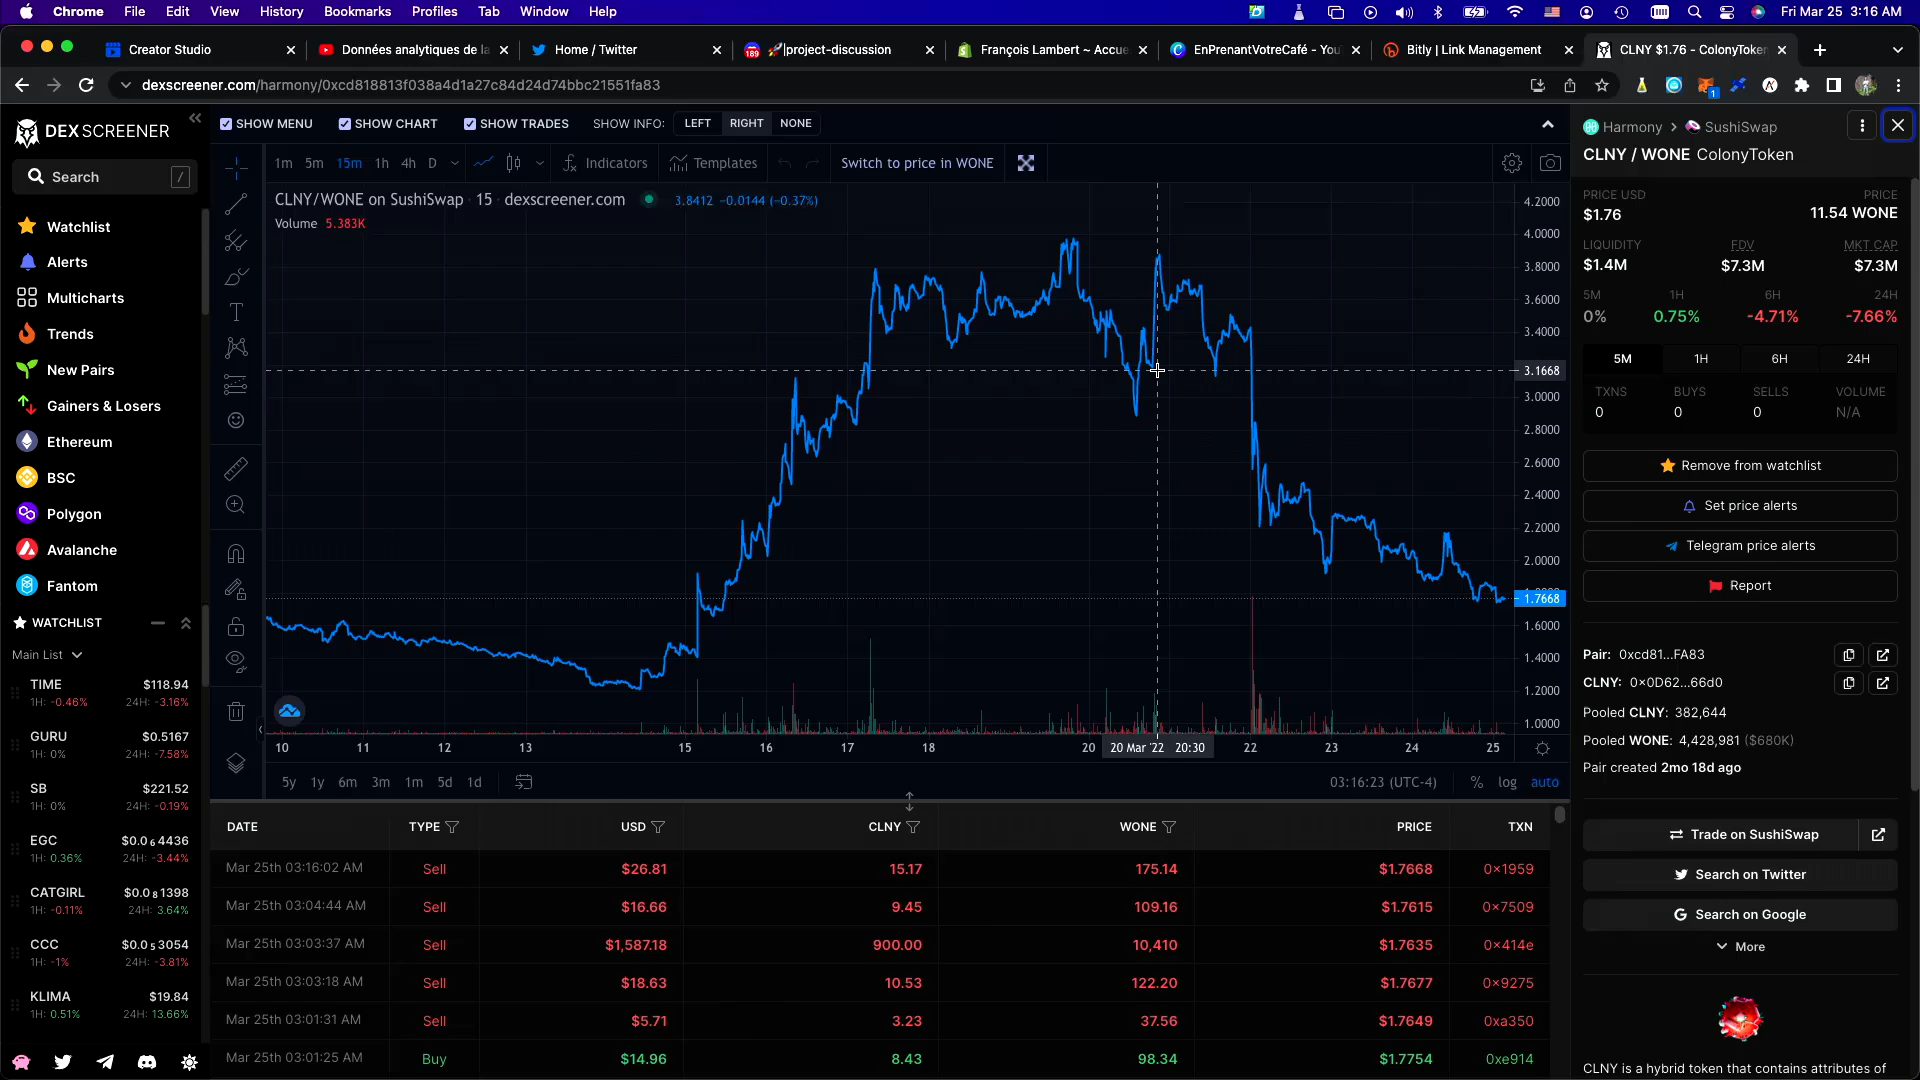 Chrome File Edit View History Bookmarks Profiles Tab Window Help Fri Mar 25 3:16 AM
Creator Studio Données analytiques de la Home / Twitter 189 🚀|project-discussion François Lambert ~ Accue EnPrenantVotreCafé - You Bitly | Link Management CLNY $1.76 - ColonyToken
dexscreener.com/harmony/0xcd818813f038a4d1a27c84d24d74bbc21551fa83 1
DEX SCREENER
Search /
Watchlist
Alerts
Multicharts
Trends
New Pairs
Gainers & Losers
Ethereum
BSC
Polygon
Avalanche
Fantom
WATCHLIST
Main List
TIME $118.94
1H: -0.46% 24H: -3.16%
GURU $0.5167
1H: 0% 24H: -7.58%
SB $221.52
1H: 0% 24H: -0.19%
EGC $0.0₆4436
1H: 0.36% 24H: -3.44%
CATGIRL $0.0₈1398
1H: -0.11% 24H: 3.64%
CCC $0.0₅3054
1H: -1% 24H: -3.81%
KLIMA $19.84
1H: 0.51% 24H: 13.66%
SHOW MENU SHOW CHART SHOW TRADES SHOW INFO: LEFT RIGHT NONE
1m 5m 15m 1h 4h D Indicators Templates Switch to price in WONE
CLNY/WONE on SushiSwap · 15 · dexscreener.com 3.8412 −0.0144 (−0.37%)
Volume 5.383K
4.2000
4.0000
3.8000
3.6000
3.4000
3.1668
3.0000
2.8000
2.6000
2.4000
2.2000
2.0000
1.7668
1.6000
1.4000
1.2000
1.0000
10 11 12 13 15 16 17 18 20 20 Mar '22 20:30 22 23 24 25
5y 1y 6m 3m 1m 5d 1d 03:16:23 (UTC-4) % log auto
DATE TYPE USD CLNY WONE PRICE TXN
Mar 25th 03:16:02 AM Sell $26.81 15.17 175.14 $1.7668 0x1959
Mar 25th 03:04:44 AM Sell $16.66 9.45 109.16 $1.7615 0x7509
Mar 25th 03:03:37 AM Sell $1,587.18 900.00 10,410 $1.7635 0x414e
Mar 25th 03:03:18 AM Sell $18.63 10.53 122.20 $1.7677 0x9275
Mar 25th 03:01:31 AM Sell $5.71 3.23 37.56 $1.7649 0xa350
Mar 25th 03:01:25 AM Buy $14.96 8.43 98.34 $1.7754 0xe914
Harmony > SushiSwap
CLNY / WONE ColonyToken
PRICE USD PRICE
$1.76 11.54 WONE
LIQUIDITY FDV MKT CAP
$1.4M $7.3M $7.3M
5M 1H 6H 24H
0% 0.75% -4.71% -7.66%
5M 1H 6H 24H
TXNS BUYS SELLS VOLUME
0 0 0 N/A
Remove from watchlist
Set price alerts
Telegram price alerts
Report
Pair: 0xcd81...FA83
CLNY: 0x0D62...66d0
Pooled CLNY: 382,644
Pooled WONE: 4,428,981 ($680K)
Pair created 2mo 18d ago
Trade on SushiSwap
Search on Twitter
Search on Google
More
CLNY is a hybrid token that contains attributes of